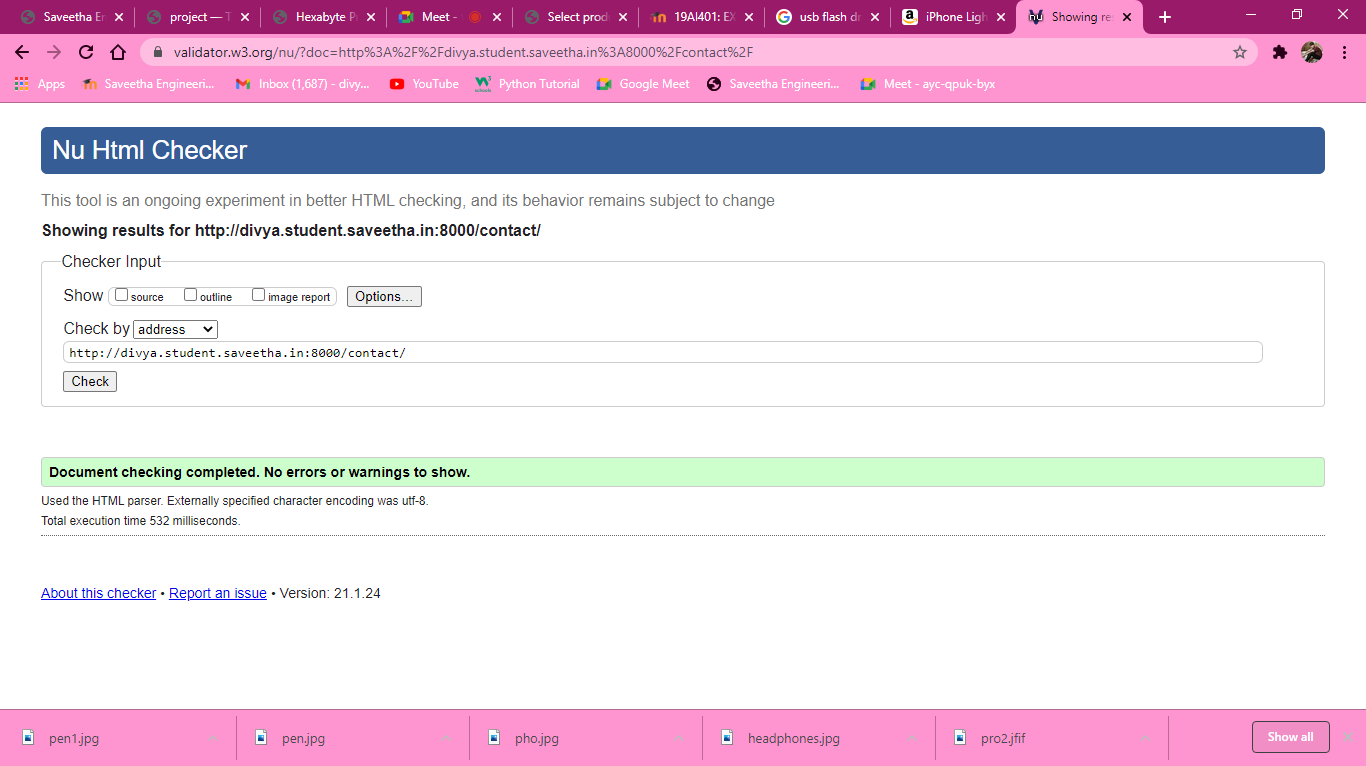 Saveetha En
project — T
Hexabyte P
Meet -
Select prod
19AI401: EX
usb flash dr
iPhone Ligh
Showing res
validator.w3.org/nu/?doc=http%3A%2F%2Fdivya.student.saveetha.in%3A8000%2Fcontact%2F
Apps
Saveetha Engineeri...
Inbox (1,687) - divy...
YouTube
Python Tutorial
Google Meet
Saveetha Engineeri...
Meet - ayc-qpuk-byx
Nu Html Checker
This tool is an ongoing experiment in better HTML checking, and its behavior remains subject to change
Showing results for http://divya.student.saveetha.in:8000/contact/
Checker Input
Show source outline image report Options...
Check by address
http://divya.student.saveetha.in:8000/contact/
Check
Document checking completed. No errors or warnings to show.
Used the HTML parser. Externally specified character encoding was utf-8.
Total execution time 532 milliseconds.
About this checker • Report an issue • Version: 21.1.24
pen1.jpg
pen.jpg
pho.jpg
headphones.jpg
pro2.jfif
Show all